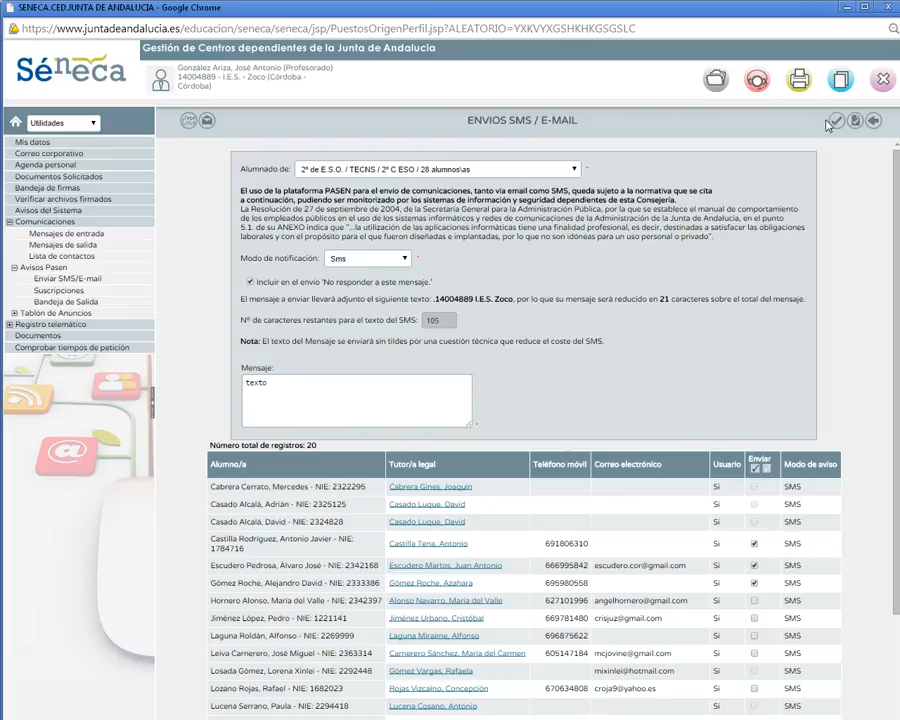 SENECA.CED.JUNTA DE ANDALUCIA - Google Chrome
https://www.juntadeandalucia.es/educacion/seneca/seneca/jsp/PuestosOrigenPerfil.jsp?ALEATORIO=YXKVYXGSHKHKGSGSLC
Gestión de Centros dependientes de la Junta de Andalucia
Séneca
González Ariza, José Antonio (Profesorado)
14004889 - I.E.S. - Zoco (Córdoba -
Córdoba)
Utilidades
ENVIOS SMS / E-MAIL
Mis datos
Correo corporativo
Agenda personal
Documentos Solicitados
Bandeja de firmas
Verificar archivos firmados
Avisos del Sistema
Comunicaciones
Mensajes de entrada
Mensajes de salida
Lista de contactos
Avisos Pasen
Enviar SMS/E-mail
Suscripciones
Bandeja de Salida
Tablón de Anuncios
Registro telemático
Documentos
Comprobar tiempos de petición
Alumnado de: 2º de E.S.O. / TECNS / 2º C ESO / 28 alumnos\as *
El uso de la plataforma PASEN para el envio de comunicaciones, tanto via email como SMS, queda sujeto a la normativa que se cita
a continuación, pudiendo ser monitorizado por los sistemas de información y seguridad dependientes de esta Consejería.
La Resolución de 27 de septiembre de 2004, de la Secretaria General para la Administración Pública, por la que se establece el manual de comportamiento
de los empleados públicos en el uso de los sistemas informáticos y redes de comunicaciones de la Administración de la Junta de Andalucia, en el punto
5.1. de su ANEXO indica que "...la utilización de las aplicaciones informáticas tiene una finalidad profesional, es decir, destinadas a satisfacer las obligaciones
laborales y con el propósito para el que fueron diseñadas e implantadas, por lo que no son idóneas para un uso personal o privado".
Modo de notificación: Sms *
Incluir en el envio 'No responder a este mensaje.'
El mensaje a enviar llevará adjunto el siguiente texto: .14004889 I.E.S. Zoco, por lo que su mensaje será reducido en 21 caracteres sobre el total del mensaje.
Nº de caracteres restantes para el texto del SMS: 105
Nota: El texto del Mensaje se enviará sin tildes por una cuestión técnica que reduce el coste del SMS.
Mensaje:
texto
*
Número total de registros: 20
Alumno/a Tutor/a legal Teléfono móvil Correo electrónico Usuario Enviar Modo de aviso
Cabrera Cerrato, Mercedes - NIE: 2322295 Cabrera Gines, Joaquin Si SMS
Casado Alcalá, Adrián - NIE: 2325125 Casado Luque, David Si SMS
Casado Alcalá, David - NIE: 2324828 Casado Luque, David Si SMS
Castilla Rodríguez, Antonio Javier - NIE:
1784716 Castilla Tena, Antonio 691806310 Si SMS
Escudero Pedrosa, Álvaro José - NIE: 2342168 Escudero Martos, Juan Antonio 666995842 escudero.cor@gmail.com Si SMS
Gómez Roche, Alejandro David - NIE: 2333386 Gómez Roche, Azahara 695980558 Si SMS
Hornero Alonso, María del Valle - NIE: 2342397 Alonso Navarro, María del Valle 627101996 angelhornero@gmail.com Si SMS
Jiménez López, Pedro - NIE: 1221141 Jiménez Urbano, Cristóbal 669781480 crisjuz@gmail.com Si SMS
Laguna Roldán, Alfonso - NIE: 2269999 Laguna Miraime, Alfonso 696875622 Si SMS
Leiva Carnerero, José Miguel - NIE: 2363314 Carnerero Sánchez, María del Carmen 605147184 mcjovine@gmail.com Si SMS
Losada Gómez, Lorena Xinlei - NIE: 2292448 Gómez Vargas, Rafaela mixinlei@hotmail.com Si SMS
Lozano Rojas, Rafael - NIE: 1682023 Rojas Vizcaino, Concepción 670634808 croja9@yahoo.es Si SMS
Lucena Serrano, Paula - NIE: 2294418 Lucena Cosano, Antonio Si SMS